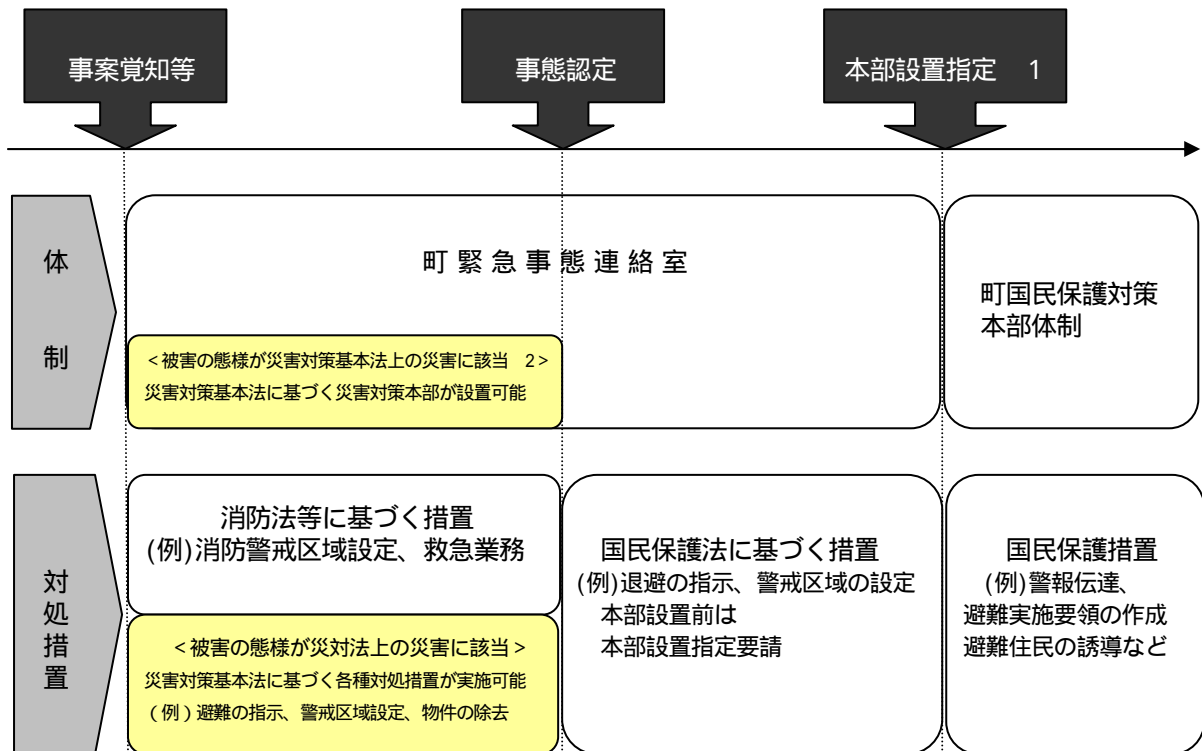 事案覚知等
事態認定
本部設置指定 1
体制
町緊急事態連絡室
町国民保護対策
本部体制
<被害の態様が災害対策基本法上の災害に該当 2>
災害対策基本法に基づく災害対策本部が設置可能
対処措置
消防法等に基づく措置
(例)消防警戒区域設定、救急業務
<被害の態様が災対法上の災害に該当>
災害対策基本法に基づく各種対処措置が実施可能
(例)避難の指示、警戒区域設定、物件の除去
国民保護法に基づく措置
(例)退避の指示、警戒区域の設定
本部設置前は
本部設置指定要請
国民保護措置
(例)警報伝達、
避難実施要領の作成
避難住民の誘導など